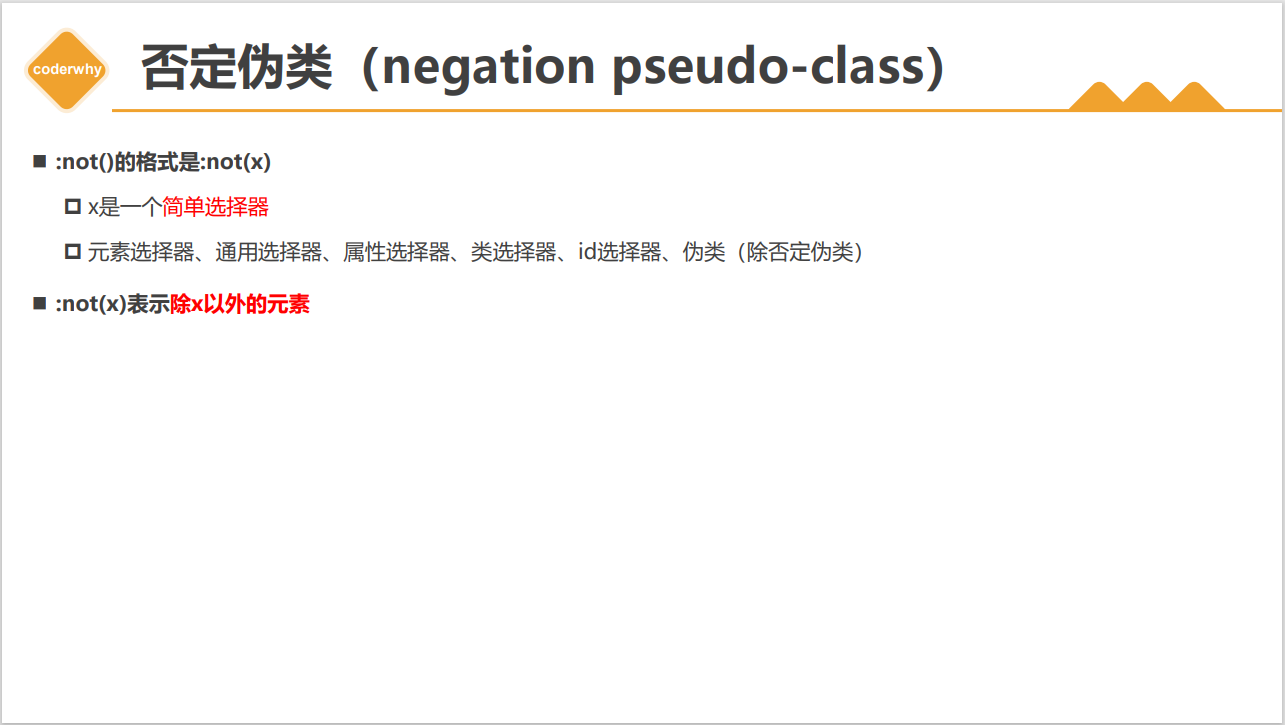 coderwhy
否定伪类（negation pseudo-class）
:not()的格式是:not(x)
x是一个简单选择器
元素选择器、通用选择器、属性选择器、类选择器、id选择器、伪类（除否定伪类）
:not(x)表示除x以外的元素